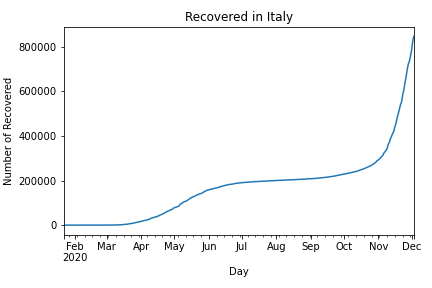 Recovered in Italy
Number of Recovered
800000
600000
400000
200000
0
Feb Mar Apr May Jun Jul Aug Sep Oct Nov Dec
2020
Day